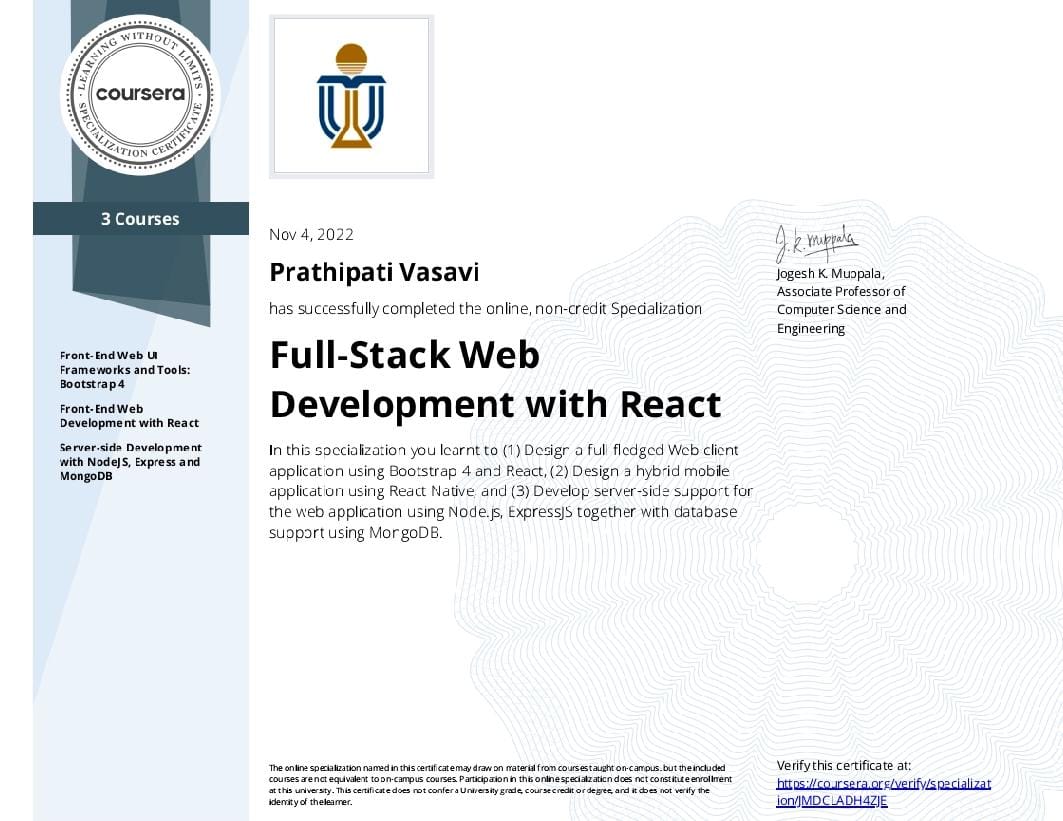 LEARNING WITHOUT LIMITS
coursera
SPECIALIZATION CERTIFICATE
3 Courses
Front-End Web UI
Frameworks and Tools:
Bootstrap 4
Front-End Web
Development with React
Server-side Development
with NodeJS, Express and
MongoDB
Nov 4, 2022
Prathipati Vasavi
has successfully completed the online, non-credit Specialization
Full-Stack Web
Development with React
In this specialization you learnt to (1) Design a full fledged Web client
application using Bootstrap 4 and React, (2) Design a hybrid mobile
application using React Native, and (3) Develop server-side support for
the web application using Node.js, ExpressJS together with database
support using MongoDB.
J. K. Muppala
Jogesh K. Muppala,
Associate Professor of
Computer Science and
Engineering
The online specialization named in this certificate may draw on material from courses taught on-campus, but the included
courses are not equivalent to on-campus courses. Participation in this online specialization does not constitute enrollment
at this university. This certificate does not confer a University grade, course credit or degree, and it does not verify the
identity of the learner.
Verify this certificate at:
https://coursera.org/verify/specializat
ion/JMDCLADH4ZJE